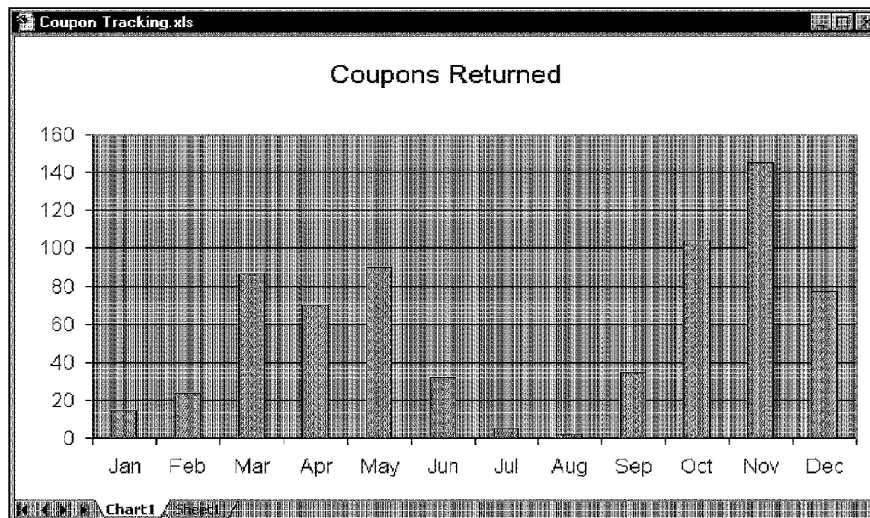 Coupon Tracking.xls
Coupons Returned
160
140
120
100
80
60
40
20
0
Jan Feb Mar Apr May Jun Jul Aug Sep Oct Nov Dec
Chart1 Sheet1